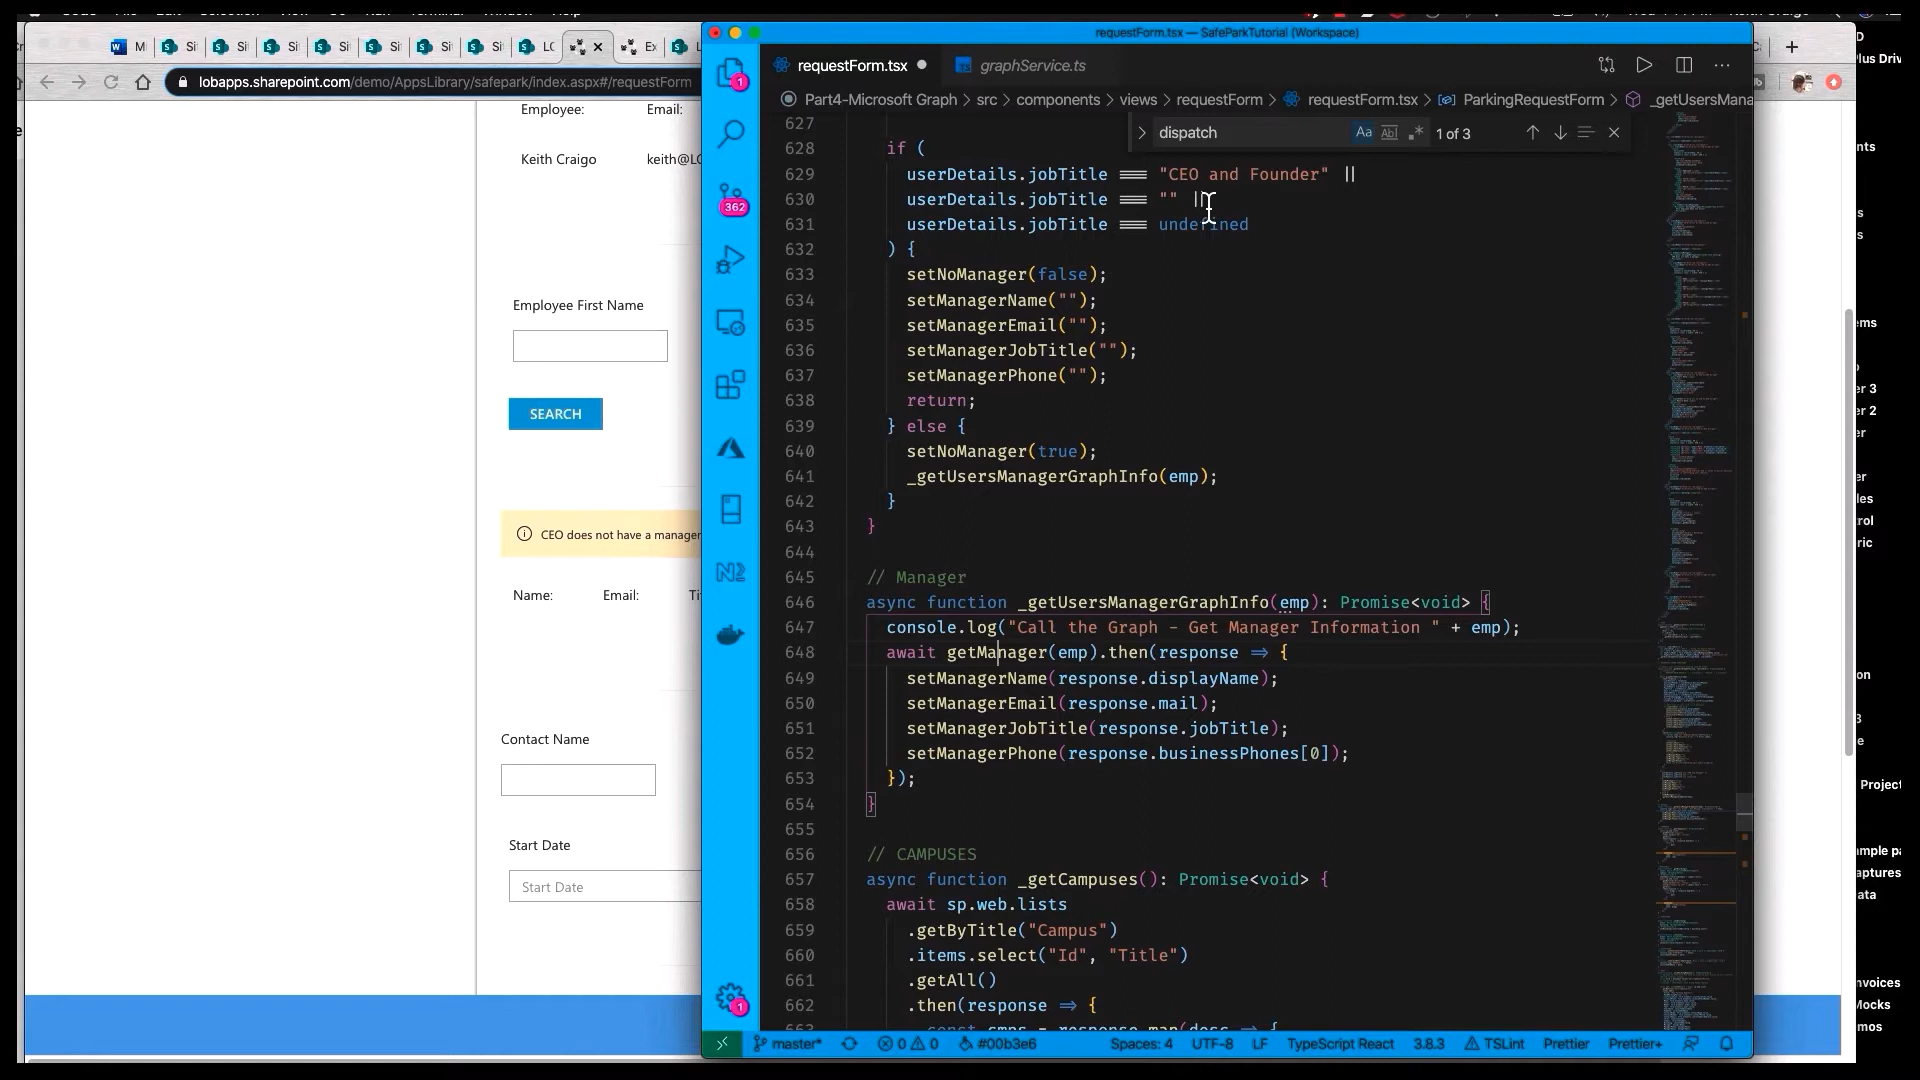 requestForm.tsx — SafeParkTutorial (Workspace)
lobapps.sharepoint.com/demo/AppsLibrary/safepark/index.aspx#/requestForm
requestForm.tsx
graphService.ts
Part4-Microsoft Graph > src > components > views > requestForm > requestForm.tsx > ParkingRequestForm > _getUsersMana
dispatch
Aa
Abl
1 of 3
Employee: Email:
Keith Craigo keith@LC
Employee First Name
SEARCH
CEO does not have a manager
Name: Email: Ti
Contact Name
Start Date
Start Date
1
362
1
627
628 if (
629 userDetails.jobTitle === "CEO and Founder" ||
630 userDetails.jobTitle === "" ||
631 userDetails.jobTitle === undefined
632 ) {
633 setNoManager(false);
634 setManagerName("");
635 setManagerEmail("");
636 setManagerJobTitle("");
637 setManagerPhone("");
638 return;
639 } else {
640 setNoManager(true);
641 _getUsersManagerGraphInfo(emp);
642 }
643 }
644
645 // Manager
646 async function _getUsersManagerGraphInfo(emp): Promise<void> {
647 console.log("Call the Graph - Get Manager Information " + emp);
648 await getManager(emp).then(response => {
649 setManagerName(response.displayName);
650 setManagerEmail(response.mail);
651 setManagerJobTitle(response.jobTitle);
652 setManagerPhone(response.businessPhones[0]);
653 });
654 }
655
656 // CAMPUSES
657 async function _getCampuses(): Promise<void> {
658 await sp.web.lists
659 .getByTitle("Campus")
660 .items.select("Id", "Title")
661 .getAll()
662 .then(response => {
master* 0 0 #00b3e6 Spaces: 4 UTF-8 LF TypeScript React 3.8.3 TSLint Prettier Prettier+